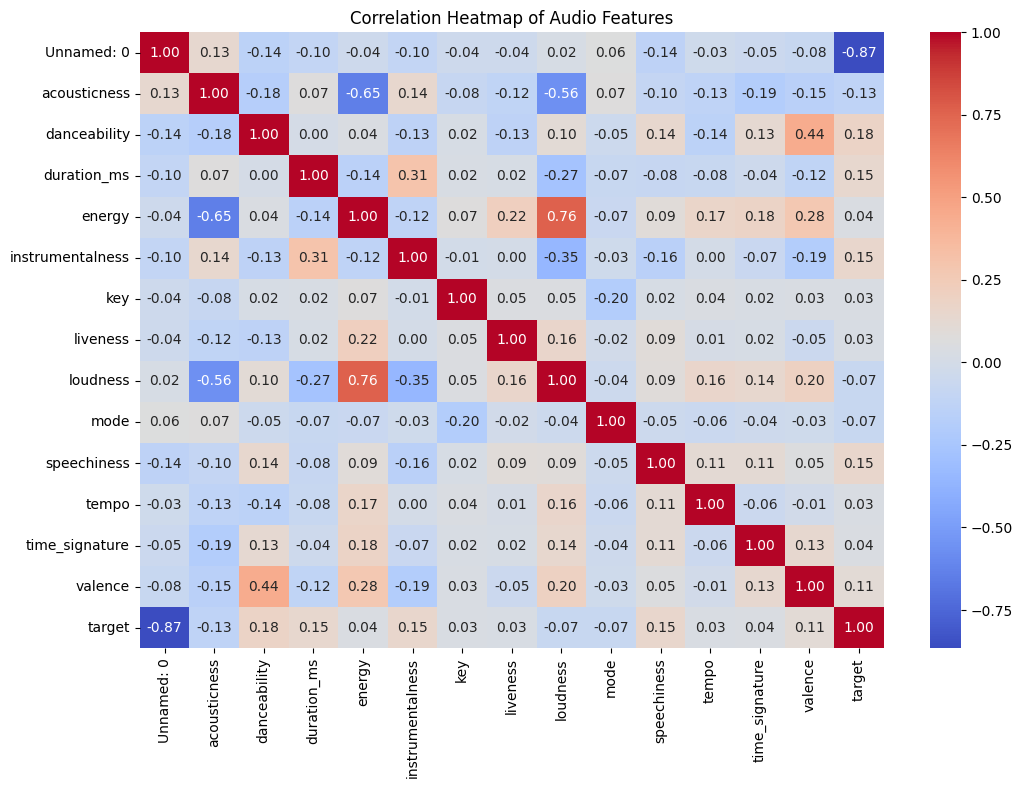 Correlation Heatmap of Audio Features
Unnamed: 0 1.00 0.13 -0.14 -0.10 -0.04 -0.10 -0.04 -0.04 0.02 0.06 -0.14 -0.03 -0.05 -0.08 -0.87
acousticness 0.13 1.00 -0.18 0.07 -0.65 0.14 -0.08 -0.12 -0.56 0.07 -0.10 -0.13 -0.19 -0.15 -0.13
danceability -0.14 -0.18 1.00 0.00 0.04 -0.13 0.02 -0.13 0.10 -0.05 0.14 -0.14 0.13 0.44 0.18
duration_ms -0.10 0.07 0.00 1.00 -0.14 0.31 0.02 0.02 -0.27 -0.07 -0.08 -0.08 -0.04 -0.12 0.15
energy -0.04 -0.65 0.04 -0.14 1.00 -0.12 0.07 0.22 0.76 -0.07 0.09 0.17 0.18 0.28 0.04
instrumentalness -0.10 0.14 -0.13 0.31 -0.12 1.00 -0.01 0.00 -0.35 -0.03 -0.16 0.00 -0.07 -0.19 0.15
key -0.04 -0.08 0.02 0.02 0.07 -0.01 1.00 0.05 0.05 -0.20 0.02 0.04 0.02 0.03 0.03
liveness -0.04 -0.12 -0.13 0.02 0.22 0.00 0.05 1.00 0.16 -0.02 0.09 0.01 0.02 -0.05 0.03
loudness 0.02 -0.56 0.10 -0.27 0.76 -0.35 0.05 0.16 1.00 -0.04 0.09 0.16 0.14 0.20 -0.07
mode 0.06 0.07 -0.05 -0.07 -0.07 -0.03 -0.20 -0.02 -0.04 1.00 -0.05 -0.06 -0.04 -0.03 -0.07
speechiness -0.14 -0.10 0.14 -0.08 0.09 -0.16 0.02 0.09 0.09 -0.05 1.00 0.11 0.11 0.05 0.15
tempo -0.03 -0.13 -0.14 -0.08 0.17 0.00 0.04 0.01 0.16 -0.06 0.11 1.00 -0.06 -0.01 0.03
time_signature -0.05 -0.19 0.13 -0.04 0.18 -0.07 0.02 0.02 0.14 -0.04 0.11 -0.06 1.00 0.13 0.04
valence -0.08 -0.15 0.44 -0.12 0.28 -0.19 0.03 -0.05 0.20 -0.03 0.05 -0.01 0.13 1.00 0.11
target -0.87 -0.13 0.18 0.15 0.04 0.15 0.03 0.03 -0.07 -0.07 0.15 0.03 0.04 0.11 1.00
Unnamed: 0
acousticness
danceability
duration_ms
energy
instrumentalness
key
liveness
loudness
mode
speechiness
tempo
time_signature
valence
target
1.00
0.75
0.50
0.25
0.00
−0.25
−0.50
−0.75